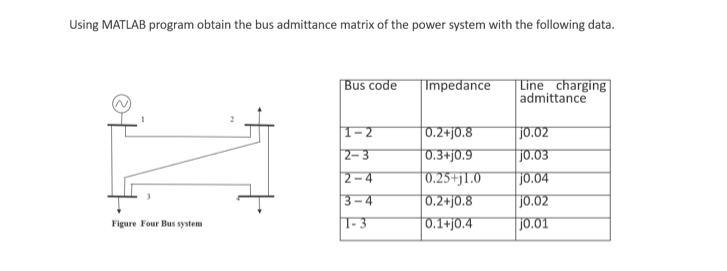 Using MATLAB program obtain the bus admittance matrix of the power system with the following data.
Bus code Impedance Line charging
admittance
1 – 2 0.2+j0.8 j0.02
2– 3 0.3+j0.9 j0.03
2 – 4 0.25+j1.0 j0.04
3 – 4 0.2+j0.8 j0.02
1- 3 0.1+j0.4 j0.01
1
2
3
Figure Four Bus system